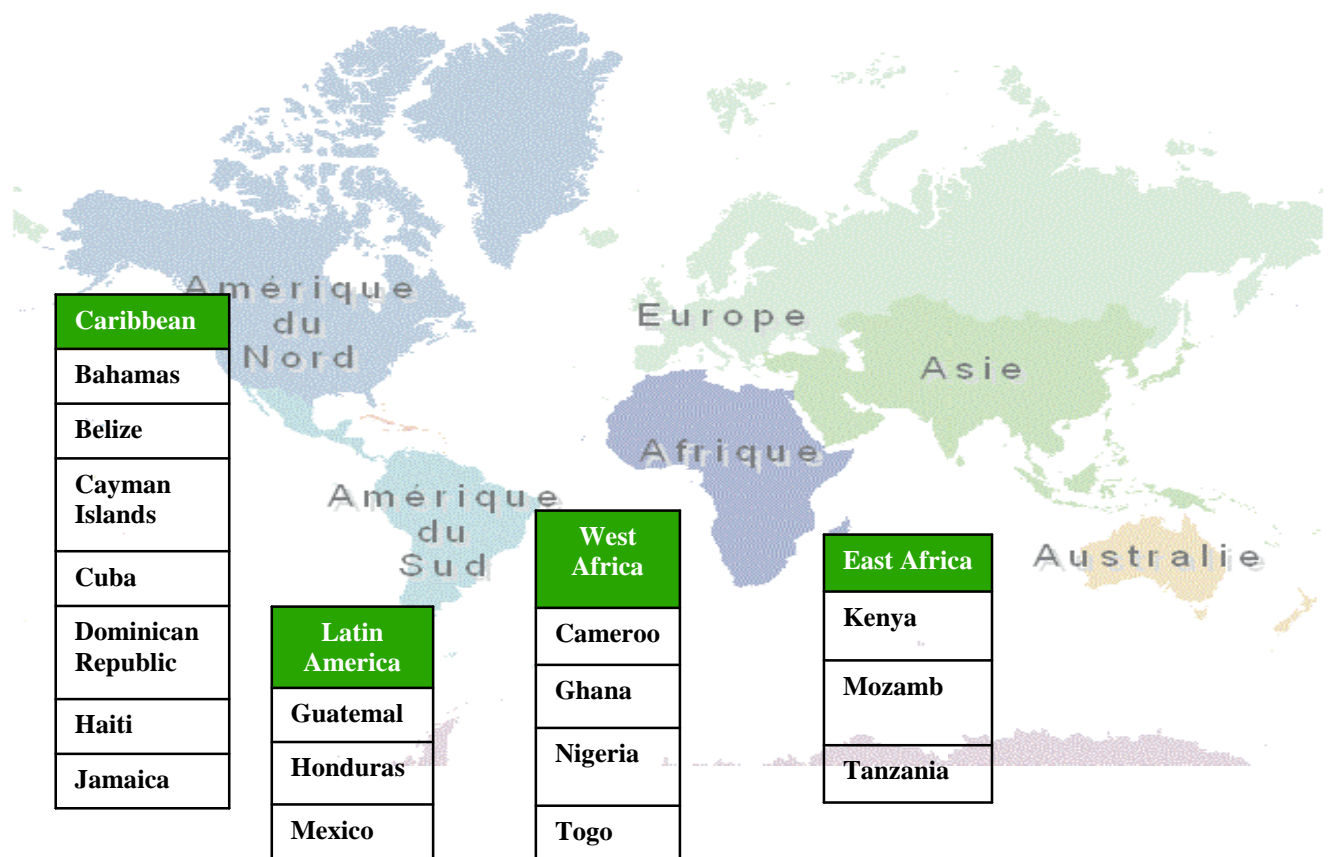 Amérique
du
Nord
Europe
Asie
Afrique
Amérique
du
Sud
Australie
Caribbean
Bahamas
Belize
Cayman
Islands
Cuba
Dominican
Republic
Haiti
Jamaica
Latin
America
Guatemal
Honduras
Mexico
West
Africa
Cameroo
Ghana
Nigeria
Togo
East Africa
Kenya
Mozamb
Tanzania